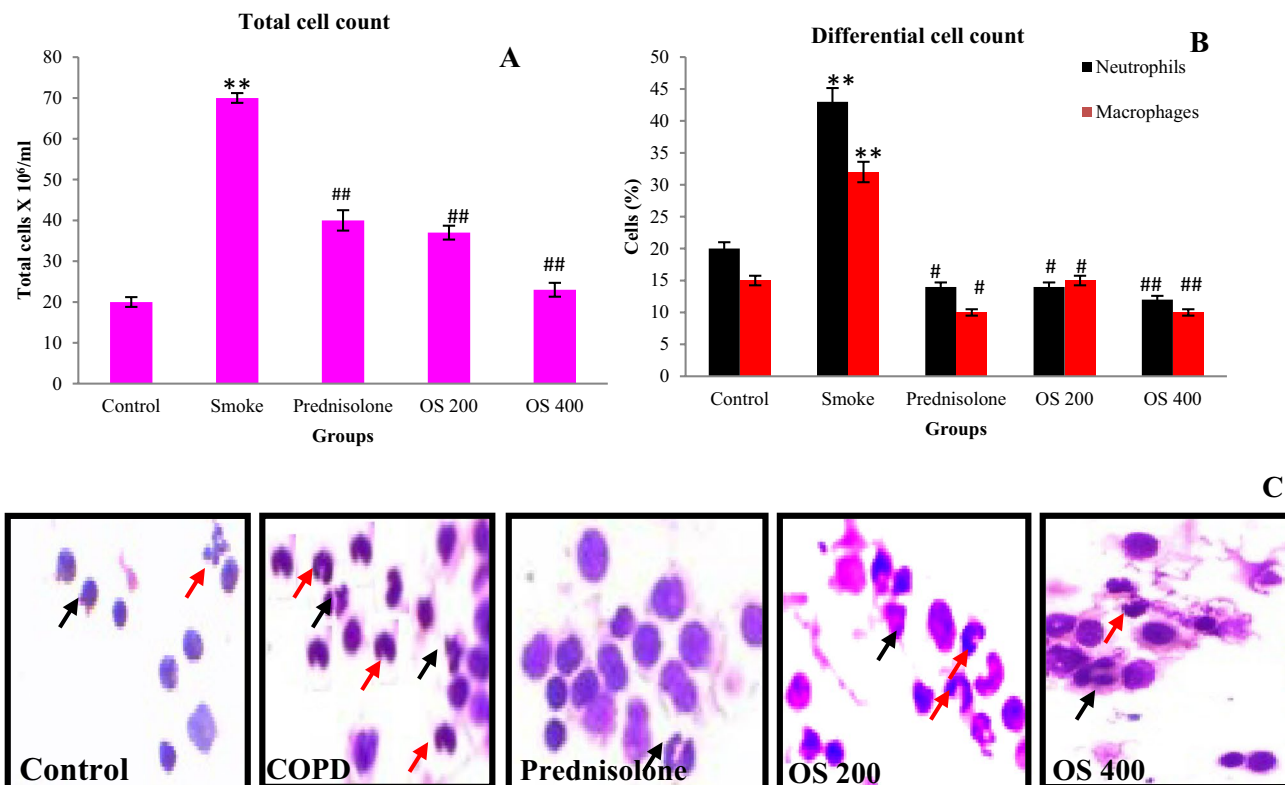 Total cell count
A
80
70
60
50
40
30
20
10
0
Total cells X 10⁶/ml
**
##
##
##
Control Smoke Prednisolone OS 200 OS 400
Groups
Differential cell count
B
Neutrophils
Macrophages
50
45
40
35
30
25
20
15
10
5
0
Cells (%)
**
**
# # # # ## ##
Control Smoke Prednisolone OS 200 OS 400
Groups
C
Control COPD Prednisolone OS 200 OS 400